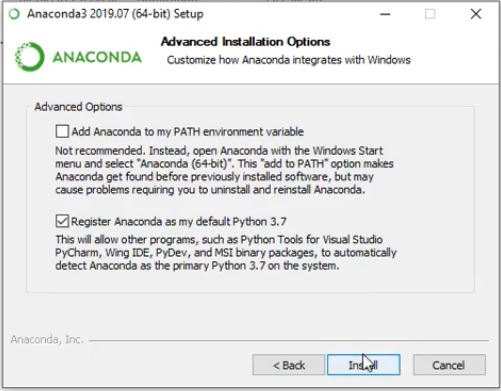 Anaconda3 2019.07 (64-bit) Setup
Advanced Installation Options
ANACONDA
Customize how Anaconda integrates with Windows
Advanced Options
Add Anaconda to my PATH environment variable
Not recommended. Instead, open Anaconda with the Windows Start
menu and select "Anaconda (64-bit)". This "add to PATH" option makes
Anaconda get found before previously installed software, but may
cause problems requiring you to uninstall and reinstall Anaconda.
Register Anaconda as my default Python 3.7
This will allow other programs, such as Python Tools for Visual Studio
PyCharm, Wing IDE, PyDev, and MSI binary packages, to automatically
detect Anaconda as the primary Python 3.7 on the system.
Anaconda, Inc.
< Back
Install
Cancel